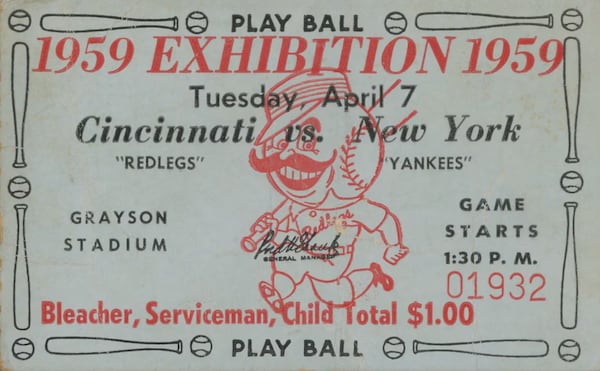 PLAY BALL
1959 EXHIBITION 1959
Tuesday, April 7
Cincinnati vs. New York
"REDLEGS" "YANKEES"
GRAYSON
STADIUM
GAME
STARTS
1:30 P. M.
GENERAL MANAGER
01932
Bleacher, Serviceman, Child Total $1.00
PLAY BALL